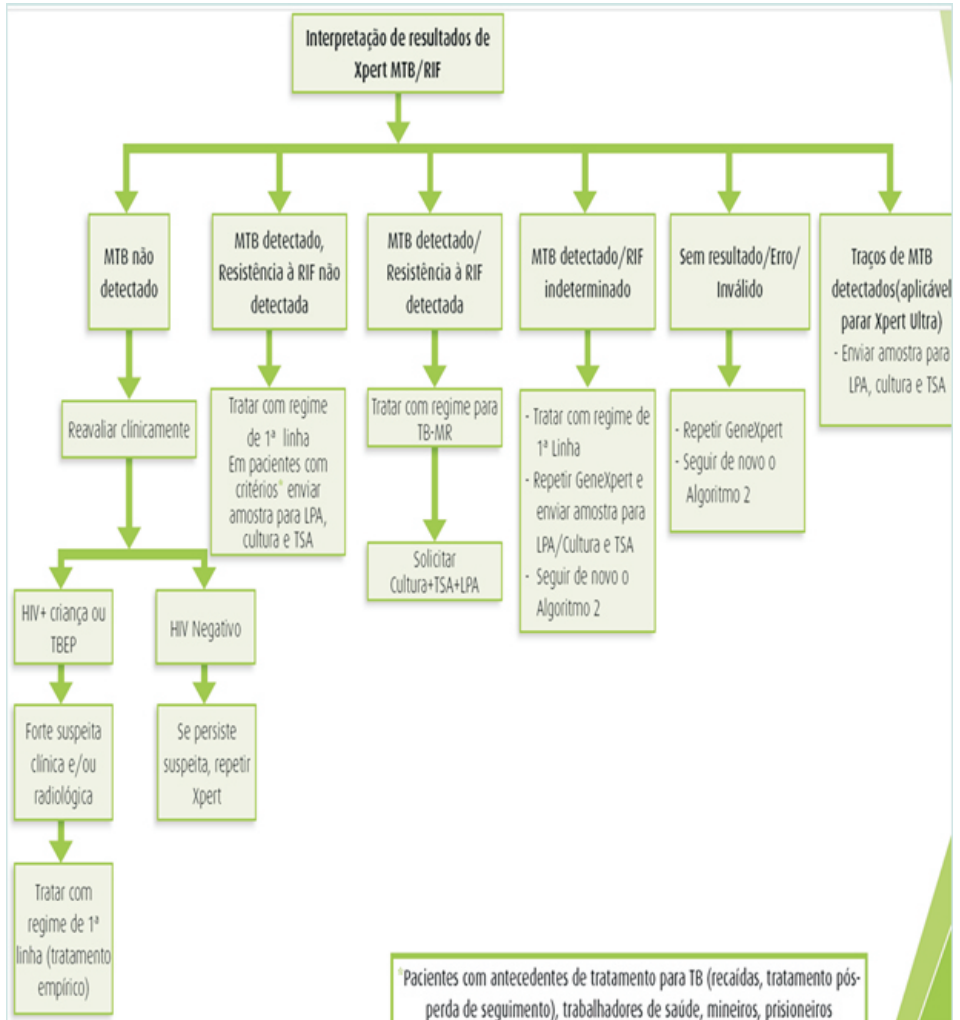 Interpretação de resultados de
Xpert MTB/RIF
MTB não
detectado
MTB detectado,
Resistência à RIF não
detectada
MTB detectado/
Resistência à RIF
detectada
MTB detectado/RIF
indeterminado
Sem resultado/Erro/
Inválido
Traços de MTB
detectados(aplicável
parar Xpert Ultra)
- Enviar amostra para
LPA, cultura e TSA
Reavaliar clínicamente
Tratar com regime
de 1ª linha
Em pacientes com
critérios* enviar
amostra para LPA,
cultura e TSA
Tratar com regime para
TB-MR
- Tratar com regime de
1ª Linha
- Repetir GeneXpert e
enviar amostra para
LPA/Cultura e TSA
- Seguir de novo o
Algoritmo 2
- Repetir GeneXpert
- Seguir de novo o
Algoritmo 2
Solicitar
Cultura+TSA+LPA
HIV+ criança ou
TBEP
HIV Negativo
Forte suspeita
clínica e/ou
radiológica
Se persiste
suspeita, repetir
Xpert
Tratar com
regime de 1ª
linha (tratamento
empírico)
*Pacientes com antecedentes de tratamento para TB (recaídas, tratamento pós-
perda de seguimento), trabalhadores de saúde, mineiros, prisioneiros